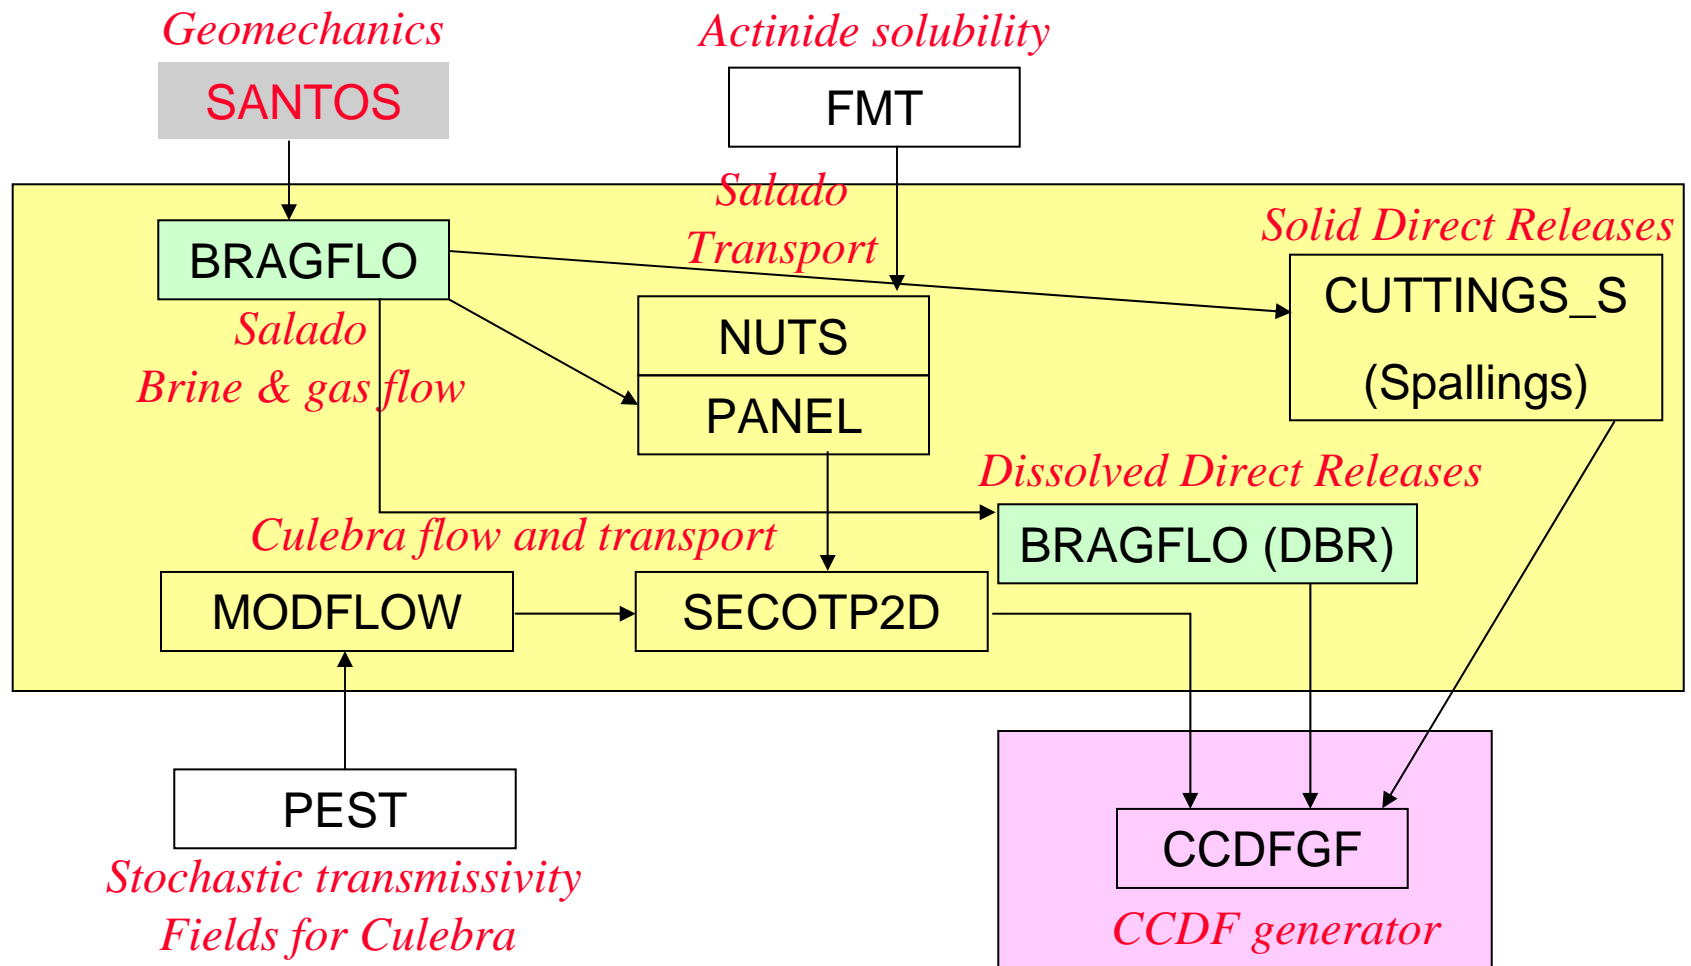 Geomechanics
SANTOS
Actinide solubility
FMT
BRAGFLO
Salado
Brine & gas flow
Salado
Transport
NUTS
PANEL
Solid Direct Releases
CUTTINGS_S
(Spallings)
Dissolved Direct Releases
BRAGFLO (DBR)
Culebra flow and transport
MODFLOW
SECOTP2D
PEST
Stochastic transmissivity
Fields for Culebra
CCDFGF
CCDF generator